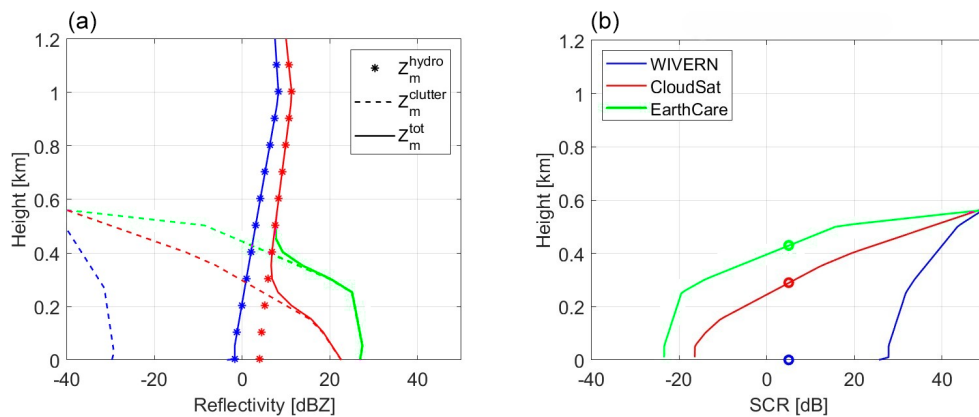 (a)
1.2
1
0.8
0.6
0.4
0.2
0
Height [km]
-40 -20 0 20 40
Reflectivity [dBZ]
Z_m^hydro
Z_m^clutter
Z_m^tot
(b)
1.2
1
0.8
0.6
0.4
0.2
0
Height [km]
-40 -20 0 20 40
SCR [dB]
WIVERN
CloudSat
EarthCare